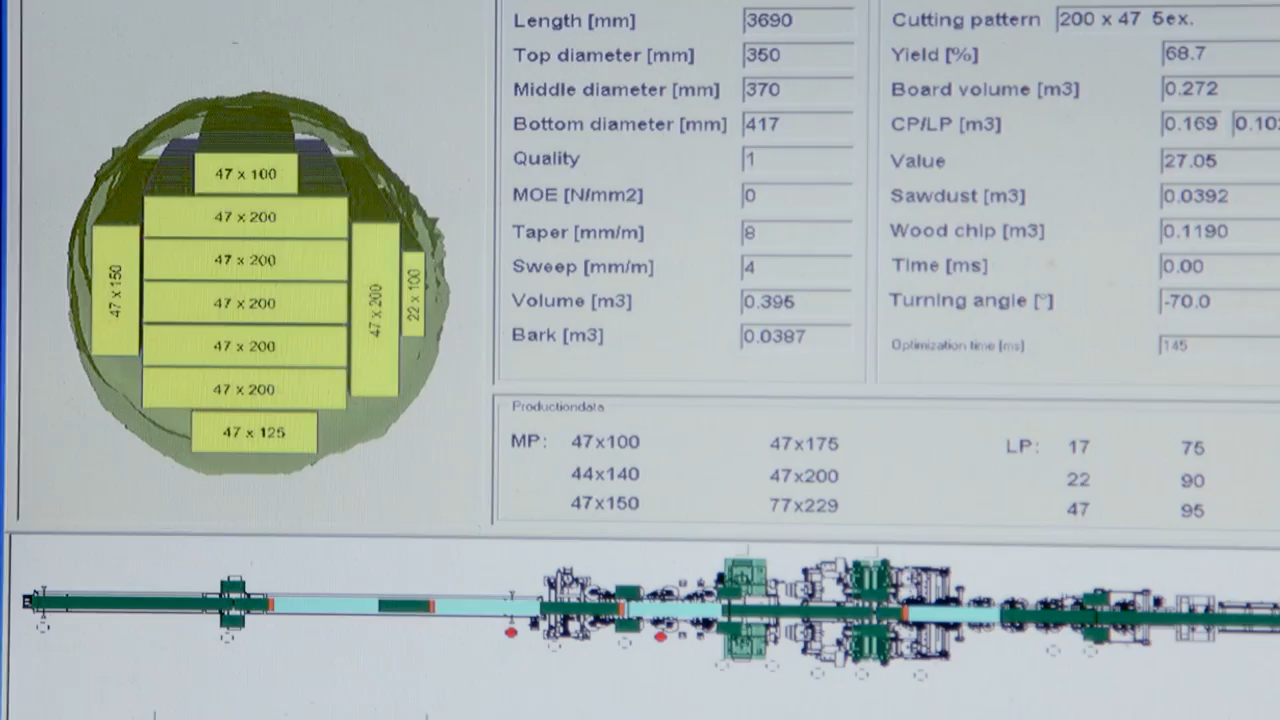 47 x 100
47 x 200
47 x 200
47 x 200
47 x 200
47 x 200
47 x 125
47 x 150
47 x 200
22 x 100
Length [mm] 3690
Top diameter [mm] 350
Middle diameter [mm] 370
Bottom diameter [mm] 417
Quality 1
MOE [N/mm2] 0
Taper [mm/m] 8
Sweep [mm/m] 4
Volume [m3] 0.395
Bark [m3] 0.0387
Cutting pattern 200 x 47 5ex.
Yield [%] 68.7
Board volume [m3] 0.272
CP/LP [m3] 0.169 0.10
Value 27.05
Sawdust [m3] 0.0392
Wood chip [m3] 0.1190
Time [ms] 0.00
Turning angle [°] -70.0
Optimization time [ms] 145
Productiondata
MP: 47x100 47x175 LP: 17 75
44x140 47x200 22 90
47x150 77x229 47 95